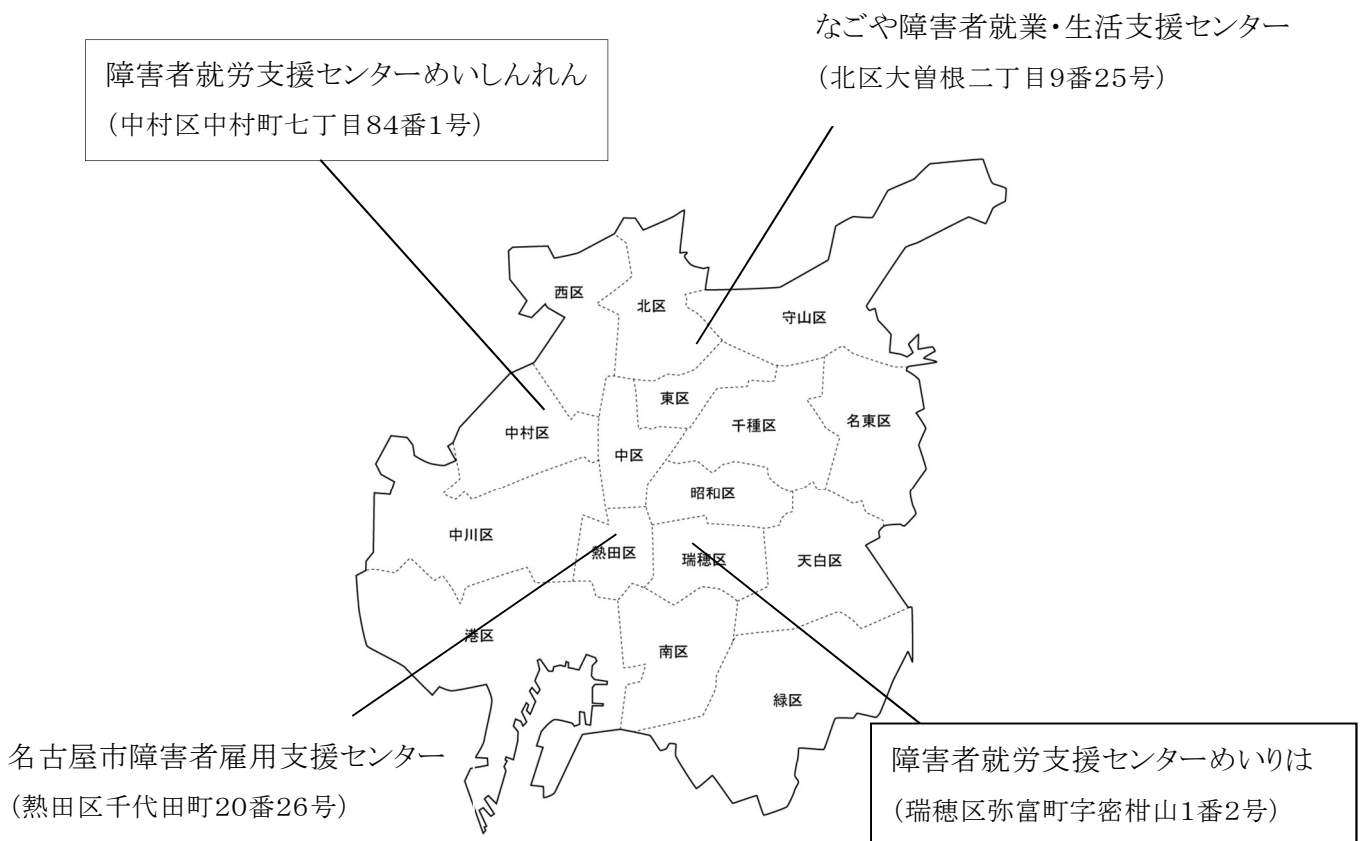 なごや障害者就業・生活支援センター
（北区大曽根二丁目9番25号）
障害者就労支援センターめいしんれん
（中村区中村町七丁目84番1号）
西区
北区
守山区
東区
千種区
名東区
中村区
中区
昭和区
中川区
熱田区
瑞穂区
天白区
港区
南区
緑区
名古屋市障害者雇用支援センター
（熱田区千代田町20番26号）
障害者就労支援センターめいりは
（瑞穂区弥富町字密柑山1番2号）